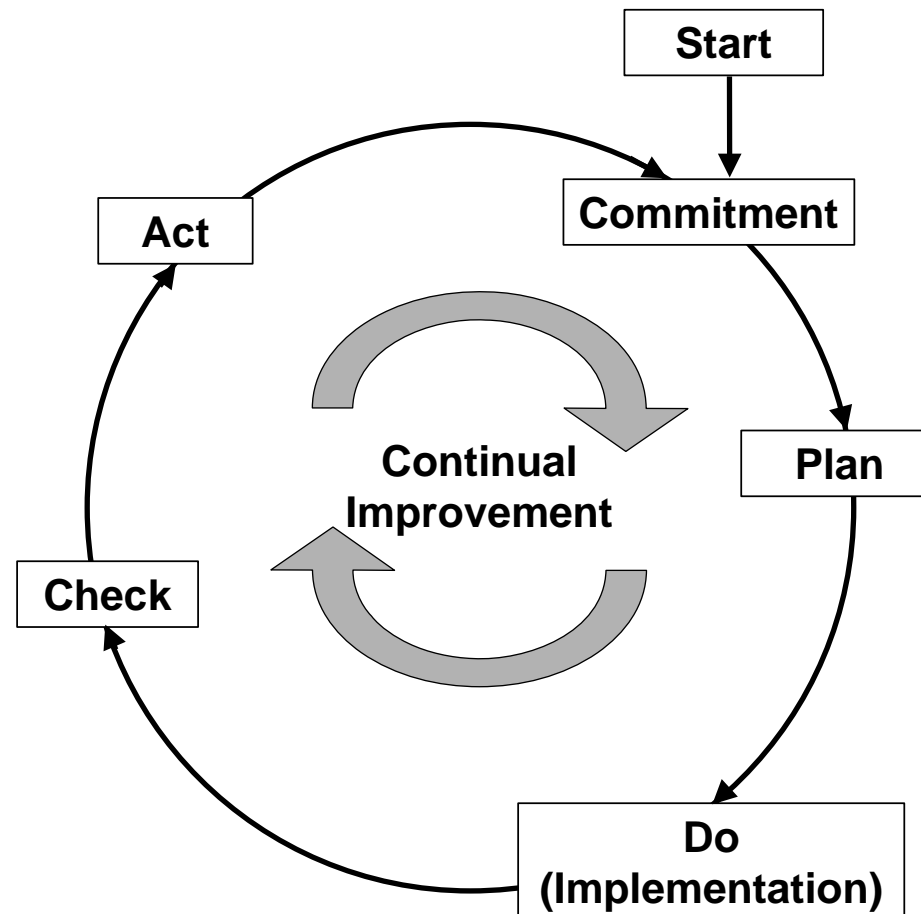 Start
Commitment
Act
Plan
Continual
Improvement
Check
Do
(Implementation)